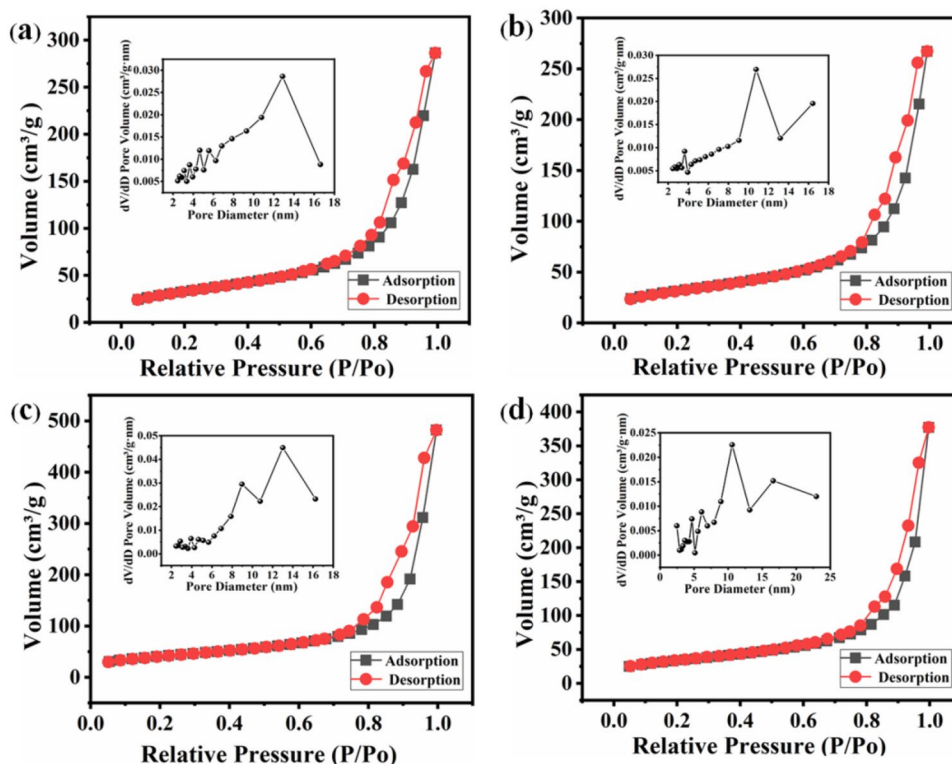 (a)
300
250
200
150
100
50
0
Volume (cm³/g)
0.0 0.2 0.4 0.6 0.8 1.0
Relative Pressure (P/Po)
Adsorption
Desorption
0.030
0.025
0.020
0.015
0.010
0.005
dV/dD Pore Volume (cm³/g·nm)
2 4 6 8 10 12 14 16 18
Pore Diameter (nm)
(b)
300
250
200
150
100
50
0
Volume (cm³/g)
0.0 0.2 0.4 0.6 0.8 1.0
Relative Pressure (P/Po)
Adsorption
Desorption
0.030
0.025
0.020
0.015
0.010
0.005
dV/dD Pore Volume (cm³/g·nm)
2 4 6 8 10 12 14 16 18
Pore Diameter (nm)
(c)
500
400
300
200
100
0
Volume (cm³/g)
0.0 0.2 0.4 0.6 0.8 1.0
Relative Pressure (P/Po)
Adsorption
Desorption
0.05
0.04
0.03
0.02
0.01
0.00
dV/dD Pore Volume (cm³/g·nm)
2 4 6 8 10 12 14 16 18
Pore Diameter (nm)
(d)
400
350
300
250
200
150
100
50
0
Volume (cm³/g)
0.0 0.2 0.4 0.6 0.8 1.0
Relative Pressure (P/Po)
Adsorption
Desorption
0.025
0.020
0.015
0.010
0.005
0.000
dV/dD Pore Volume (cm³/g·nm)
0 5 10 15 20 25
Pore Diameter (nm)